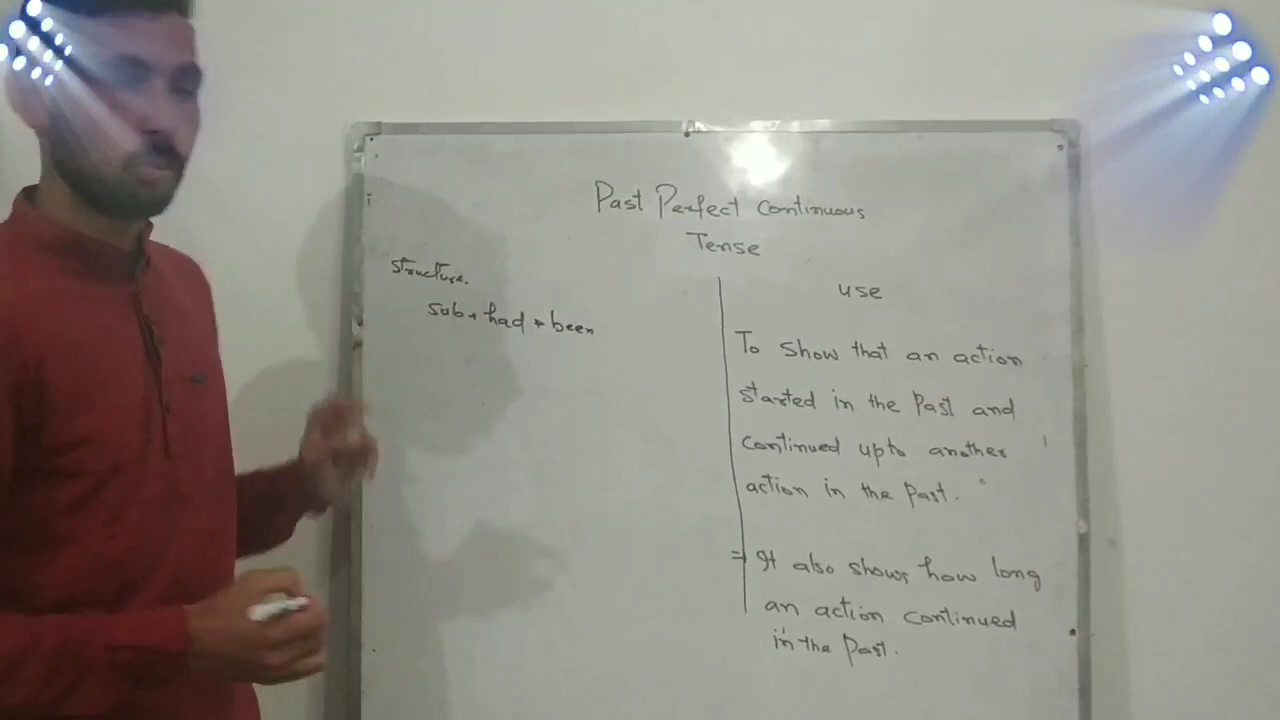 Past Perfect Continuous
Tense
Structure.
Sub + had + been
use
To show that an action
started in the Past and
Continued upto another
action in the Past.
⇒ It also shows how long
an action continued
in the Past.